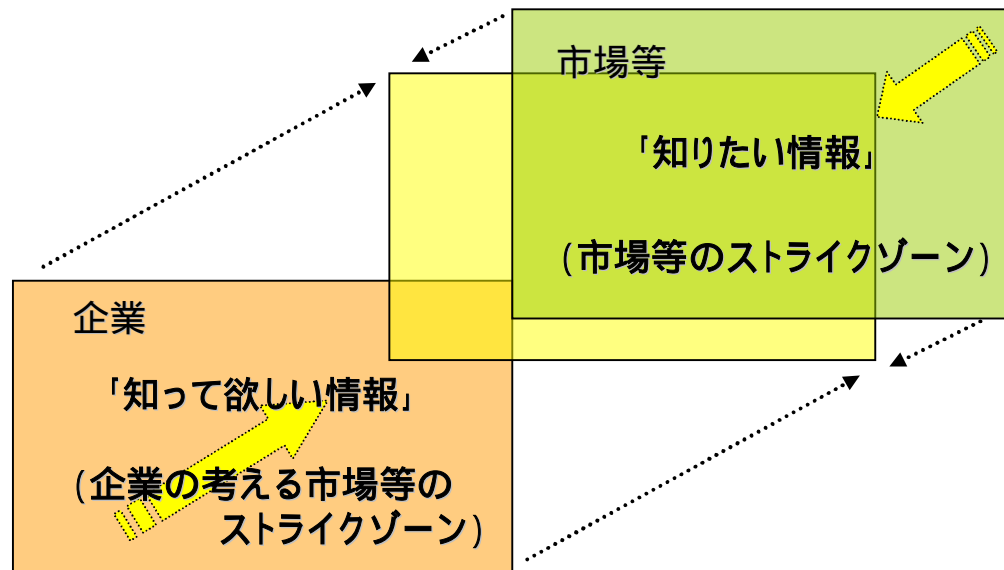 市場等
「知りたい情報」
(市場等のストライクゾーン)
企業
「知って欲しい情報」
(企業の考える市場等の
ストライクゾーン)